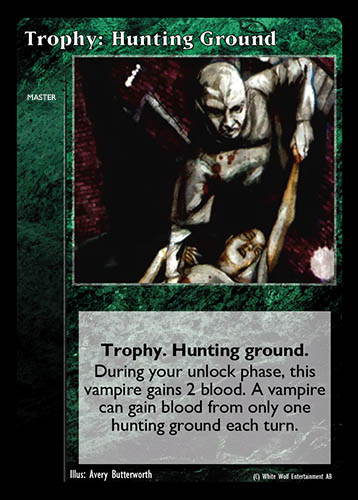 Trophy: Hunting Ground
MASTER
Trophy. Hunting ground.
During your unlock phase, this
vampire gains 2 blood. A vampire
can gain blood from only one
hunting ground each turn.
Illus: Avery Butterworth
(C) White Wolf Entertainment AB